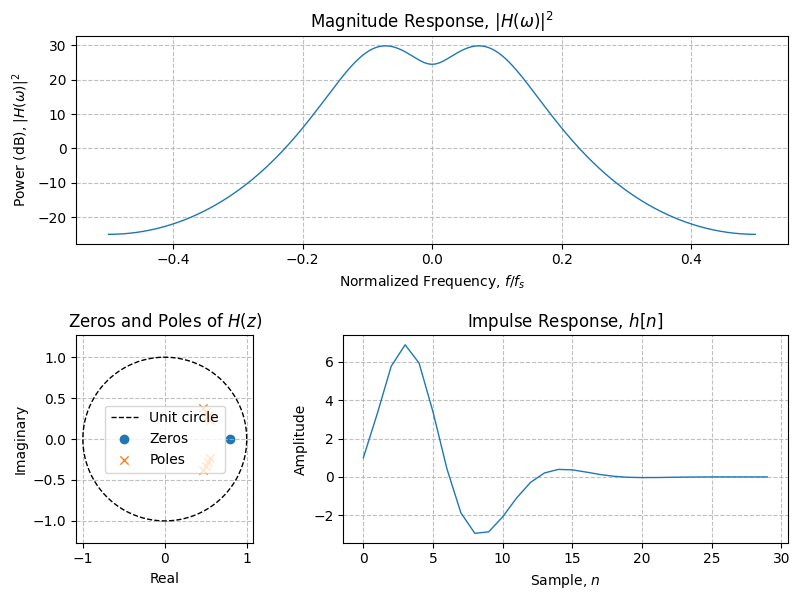 Magnitude Response, |H(ω)|²
Power (dB), |H(ω)|²
30
20
10
0
−10
−20
−0.4
−0.2
0.0
0.2
0.4
Normalized Frequency, f/fₛ
Zeros and Poles of H(z)
Imaginary
1.0
0.5
0.0
−0.5
−1.0
Unit circle
Zeros
Poles
−1
0
1
Real
Impulse Response, h[n]
Amplitude
6
4
2
0
−2
0
5
10
15
20
25
30
Sample, n